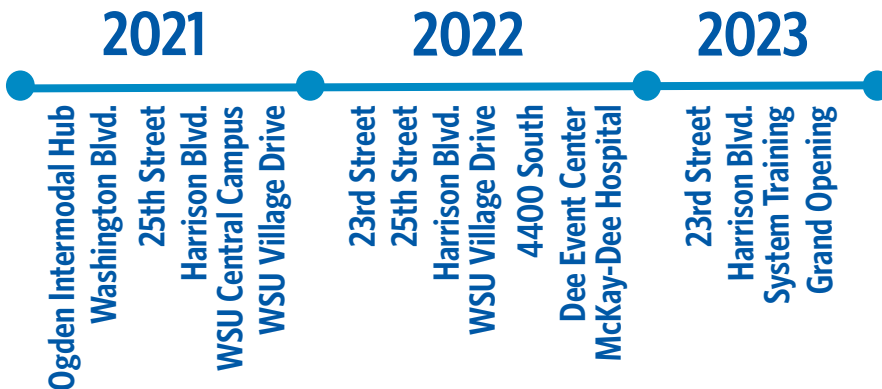 2021
Ogden Intermodal Hub
Washington Blvd.
25th Street
Harrison Blvd.
WSU Central Campus
WSU Village Drive
2022
23rd Street
25th Street
Harrison Blvd.
WSU Village Drive
4400 South
Dee Event Center
McKay-Dee Hospital
2023
23rd Street
Harrison Blvd.
System Training
Grand Opening